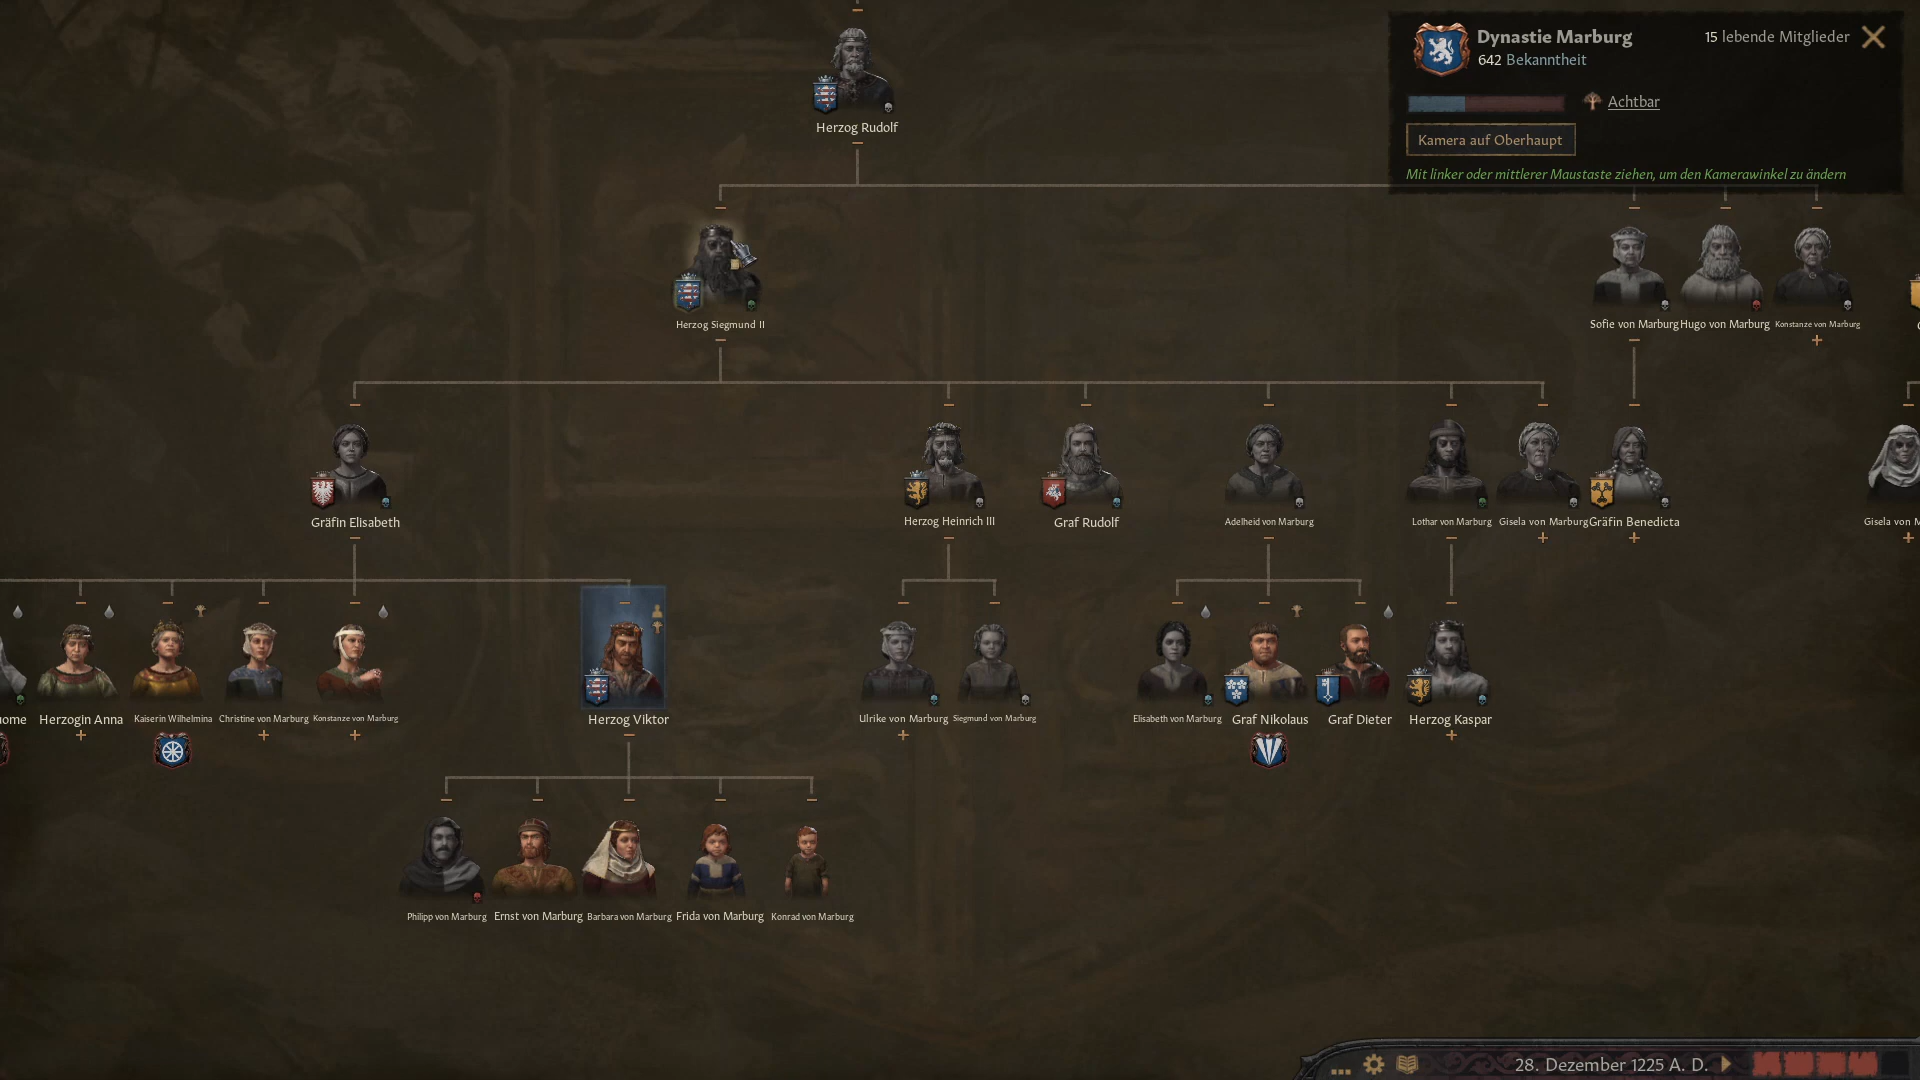 Dynastie Marburg
15 lebende Mitglieder
642 Bekanntheit
Achtbar
Kamera auf Oberhaupt
Mit linker oder mittlerer Maustaste ziehen, um den Kamerawinkel zu ändern
Herzog Rudolf
Herzog Siegmund II
Sofie von Marburg
Hugo von Marburg
Konstanze von Marburg
Gräfin Elisabeth
Herzog Heinrich III
Graf Rudolf
Adelheid von Marburg
Lothar von Marburg
Gisela von Marburg
Gräfin Benedicta
Gisela von M
Herzogin Anna
Kaiserin Wilhelmina
Christine von Marburg
Konstanze von Marburg
Herzog Viktor
Ulrike von Marburg
Siegmund von Marburg
Elisabeth von Marburg
Graf Nikolaus
Graf Dieter
Herzog Kaspar
Philipp von Marburg
Ernst von Marburg
Barbara von Marburg
Frida von Marburg
Konrad von Marburg
28. Dezember 1225 A. D.